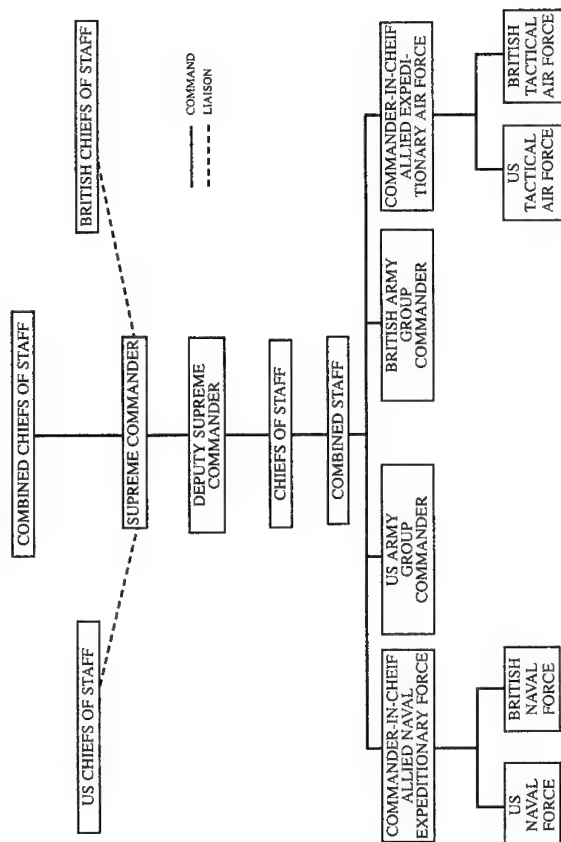 COMBINED CHIEFS OF STAFF
US CHIEFS OF STAFF
BRITISH CHIEFS OF STAFF
SUPREME COMMANDER
COMMAND
LIAISON
DEPUTY SUPREME
COMMANDER
CHIEFS OF STAFF
COMBINED STAFF
COMMANDER-IN-CHEIF
ALLIED NAVAL
EXPEDITIONARY FORCE
US ARMY
GROUP
COMMANDER
BRITISH ARMY
GROUP
COMMANDER
COMMANDER-IN-CHEIF
ALLIED EXPEDI-
TIONARY AIR FORCE
US
NAVAL
FORCE
BRITISH
NAVAL
FORCE
US
TACTICAL
AIR FORCE
BRITISH
TACTICAL
AIR FORCE